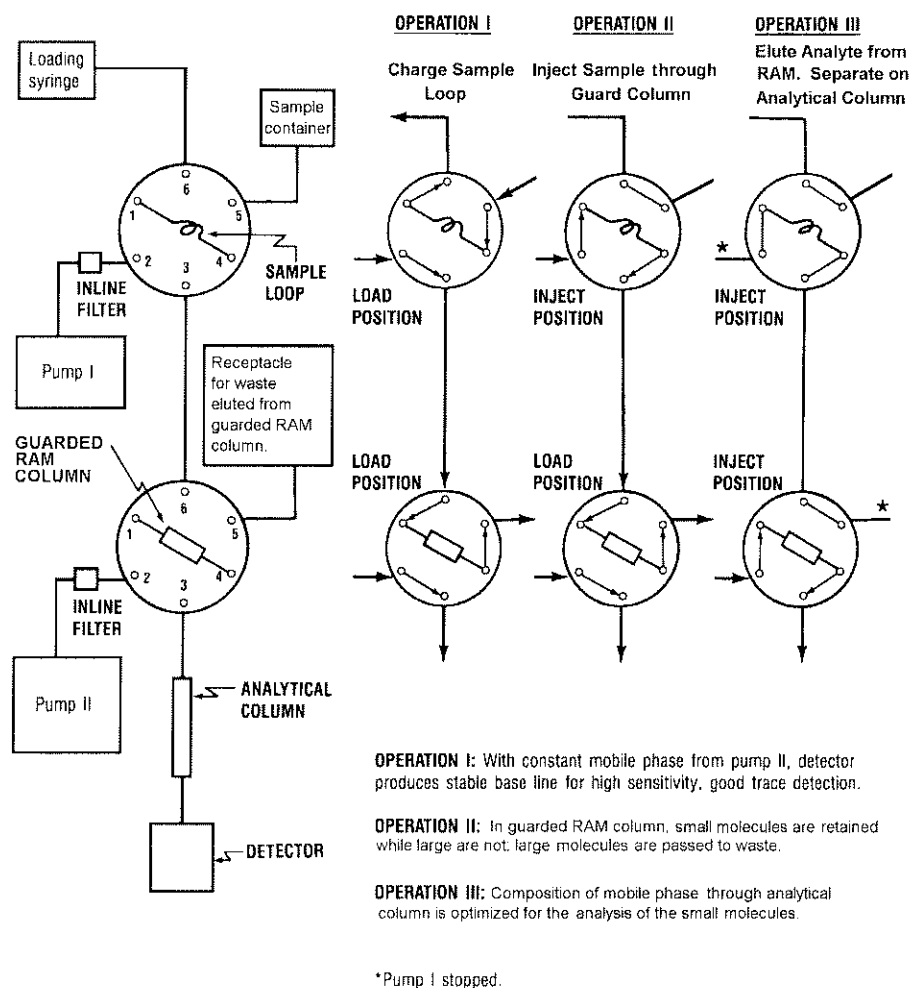 OPERATION I
Charge Sample
Loop
OPERATION II
Inject Sample through
Guard Column
OPERATION III
Elute Analyte from
RAM. Separate on
Analytical Column
Loading
syringe
Sample
container
6
1
5
2
3
4
INLINE
FILTER
SAMPLE
LOOP
Pump I
LOAD
POSITION
INJECT
POSITION
*
INJECT
POSITION
Receptacle
for waste
eluted from
guarded RAM
column.
GUARDED
RAM
COLUMN
6
1
5
2
3
4
INLINE
FILTER
Pump II
LOAD
POSITION
LOAD
POSITION
INJECT
POSITION
*
ANALYTICAL
COLUMN
DETECTOR
OPERATION I: With constant mobile phase from pump II, detector
produces stable base line for high sensitivity, good trace detection.
OPERATION II: In guarded RAM column, small molecules are retained
while large are not; large molecules are passed to waste.
OPERATION III: Composition of mobile phase through analytical
column is optimized for the analysis of the small molecules.
*Pump I stopped.